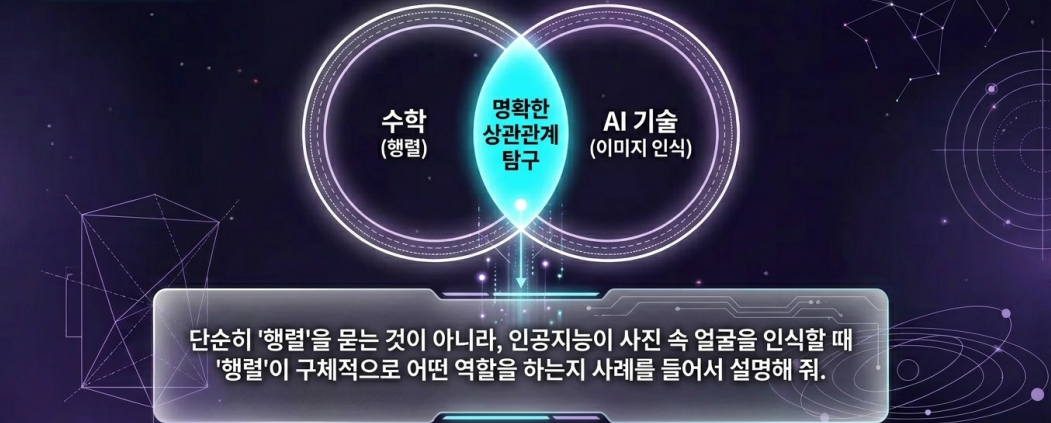 수학
(행렬)
명확한
상관관계
탐구
AI 기술
(이미지 인식)
단순히 '행렬'을 묻는 것이 아니라, 인공지능이 사진 속 얼굴을 인식할 때
'행렬'이 구체적으로 어떤 역할을 하는지 사례를 들어서 설명해 줘.